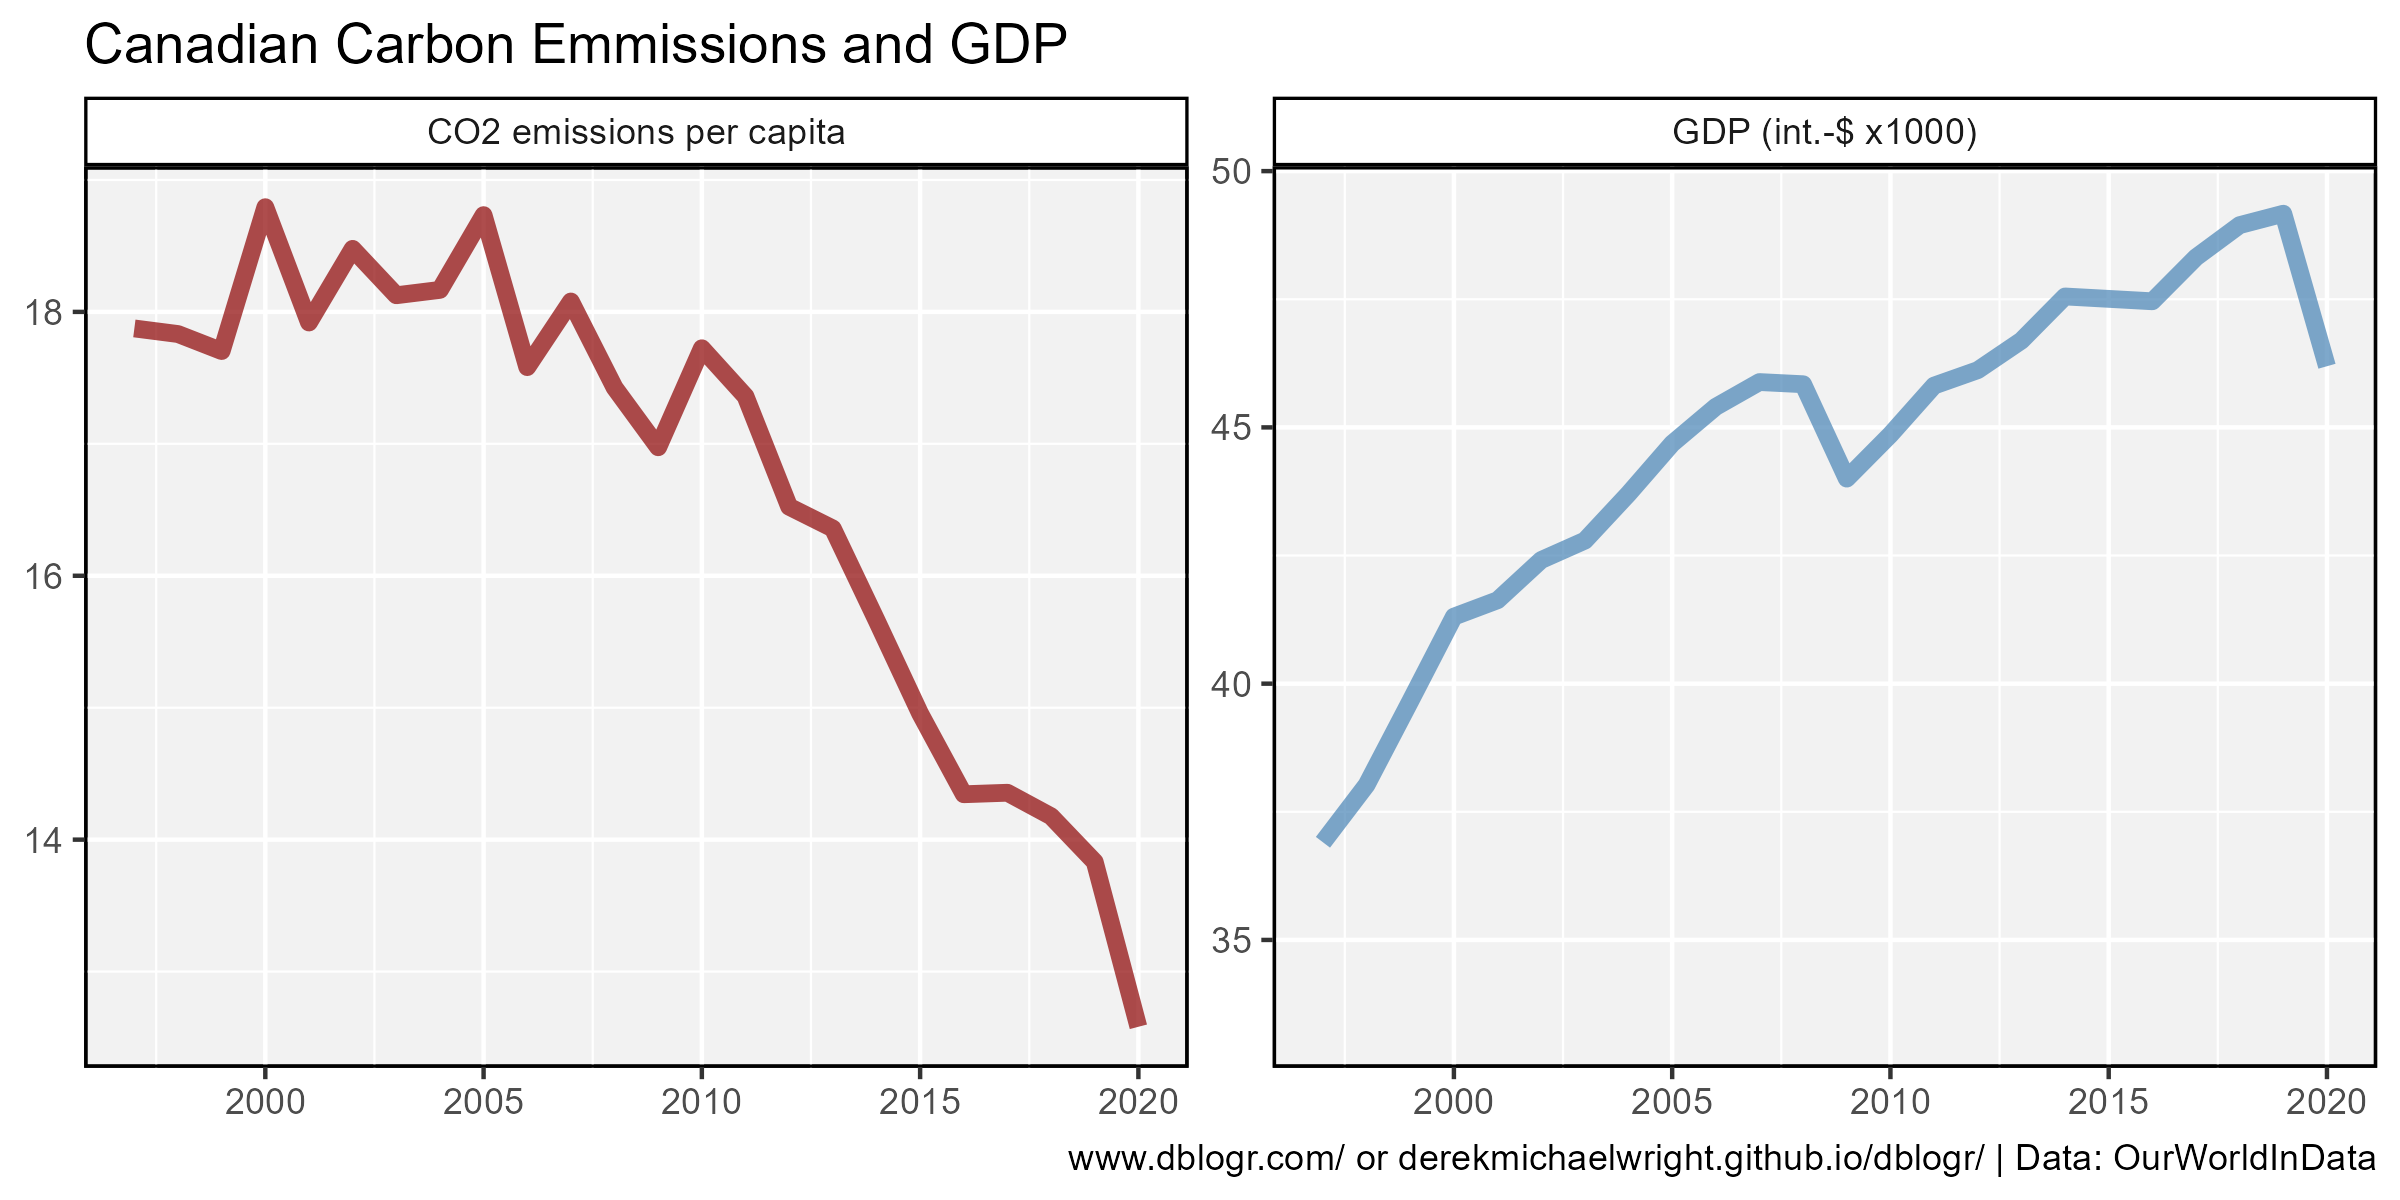 Canadian Carbon Emmissions and GDP
CO2 emissions per capita
18
16
14
2000 2005 2010 2015 2020
GDP (int.-$ x1000)
50
45
40
35
2000 2005 2010 2015 2020
www.dblogr.com/ or derekmichaelwright.github.io/dblogr/ | Data: OurWorldInData